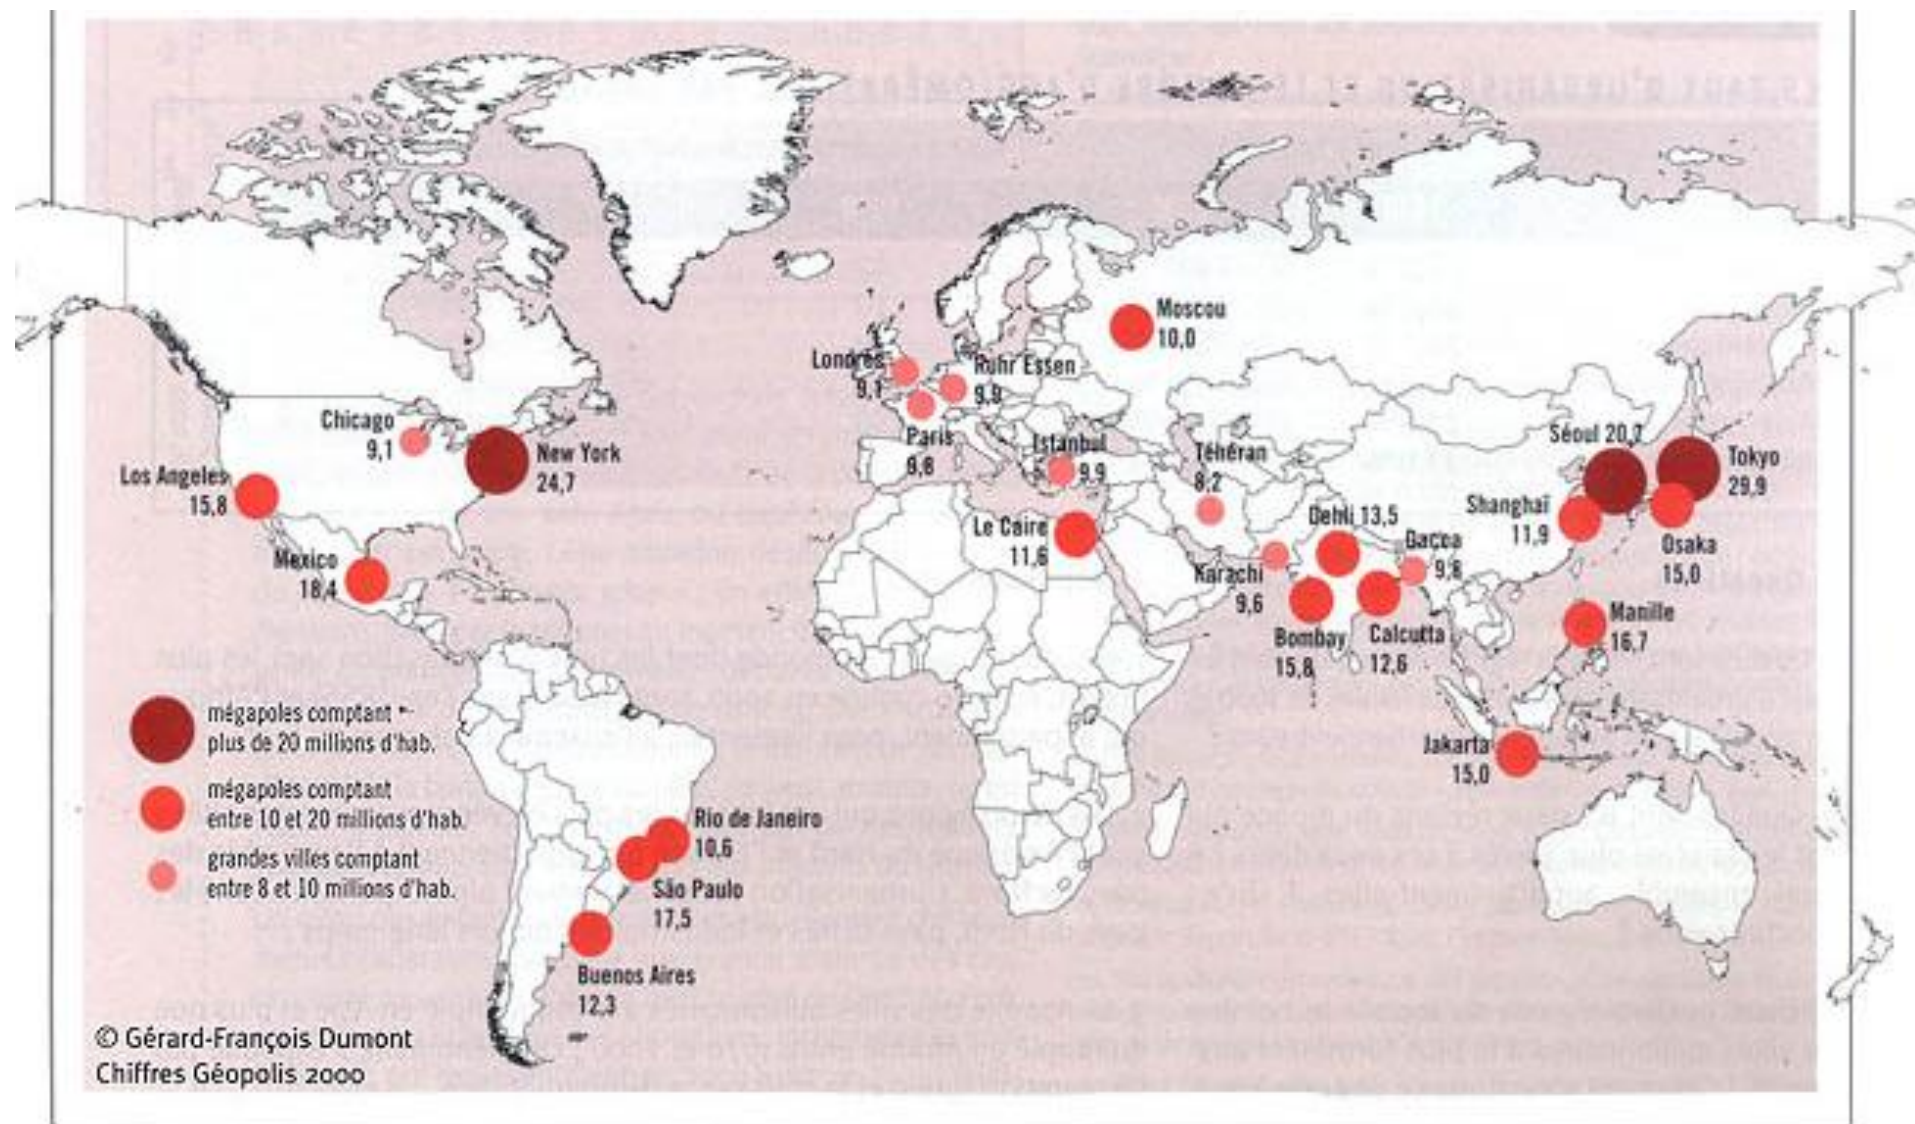 Moscou
10,0
Londres
9,1
Ruhr Essen
9,9
Paris
9,8
Istanbul
9,9
Téhéran
8,2
Séoul 20,2
Tokyo
29,9
Chicago
9,1
New York
24,7
Los Angeles
15,8
Mexico
18,4
Le Caire
11,6
Dehli 13,5
Dacca
9,8
Shanghaï
11,9
Osaka
15,0
Karachi
9,6
Bombay
15,8
Calcutta
12,6
Manille
16,7
Jakarta
15,0
mégapoles comptant
plus de 20 millions d'hab.
mégapoles comptant
entre 10 et 20 millions d'hab.
grandes villes comptant
entre 8 et 10 millions d'hab.
Rio de Janeiro
10,6
São Paulo
17,5
Buenos Aires
12,3
© Gérard-François Dumont
Chiffres Géopolis 2000